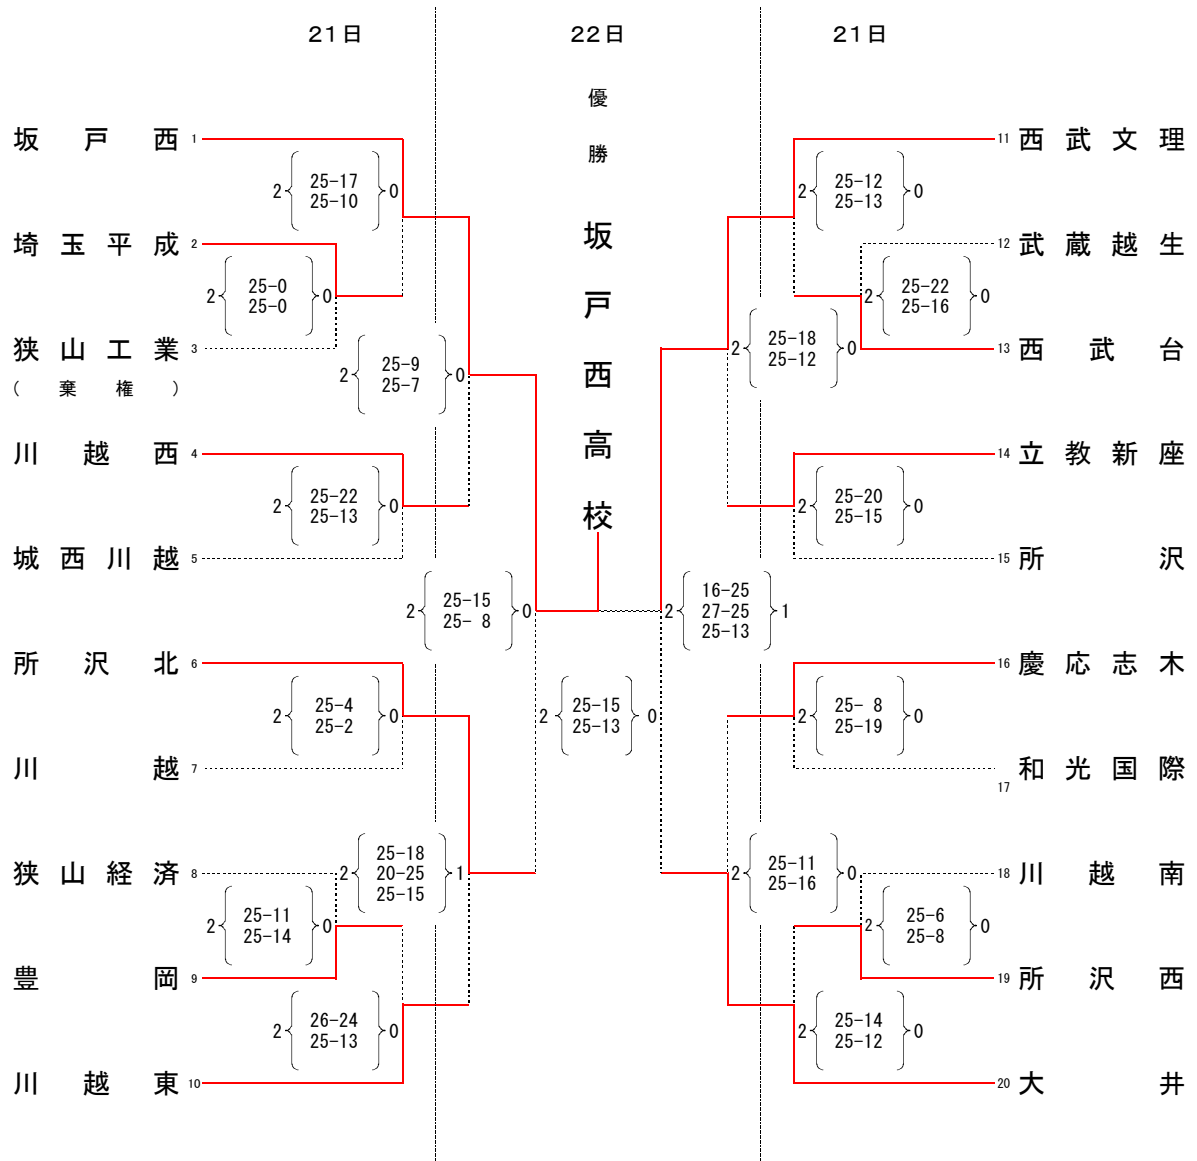 21日
22日
21日
優勝
坂戸西高校
坂戸西 1
2 25-17 0
25-10
埼玉平成 2
2 25-0 0
25-0
狭山工業 3
(棄権)
2 25-9 0
25-7
川越西 4
2 25-22 0
25-13
城西川越 5
2 25-15 0
25- 8
所沢北 6
2 25-4 0
25-2
川越 7
狭山経済 8
2 25-18 1
20-25
25-15
2 25-11 0
25-14
豊岡 9
2 26-24 0
25-13
川越東 10
2 25-15 0
25-13
11 西武文理
2 25-12 0
25-13
12 武蔵越生
2 25-22 0
25-16
13 西武台
2 25-18 0
25-12
14 立教新座
2 25-20 0
25-15
15 所沢
2 16-25 1
27-25
25-13
16 慶応志木
2 25- 8 0
25-19
17 和光国際
2 25-11 0
25-16
18 川越南
2 25-6 0
25-8
19 所沢西
2 25-14 0
25-12
20 大井